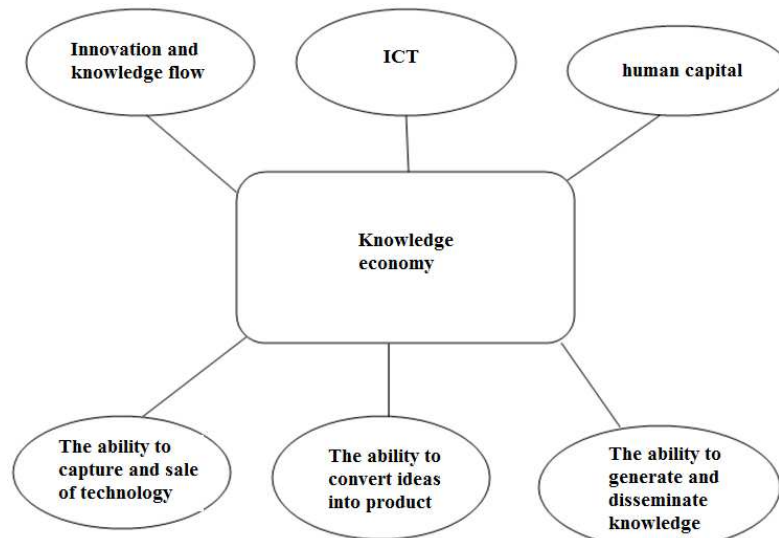 Innovation and
knowledge flow
ICT
human capital
Knowledge
economy
The ability to
capture and sale
of technology
The ability to
convert ideas
into product
The ability to
generate and
disseminate
knowledge